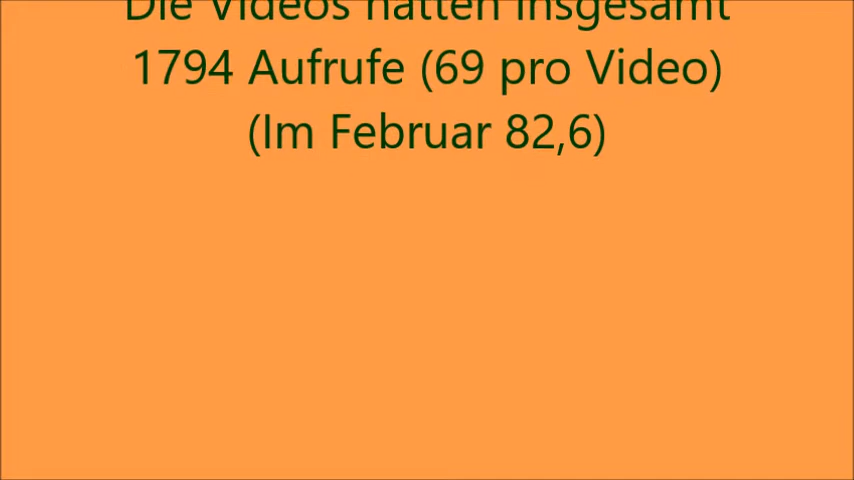 Die Videos hatten insgesamt
1794 Aufrufe (69 pro Video)
(Im Februar 82,6)